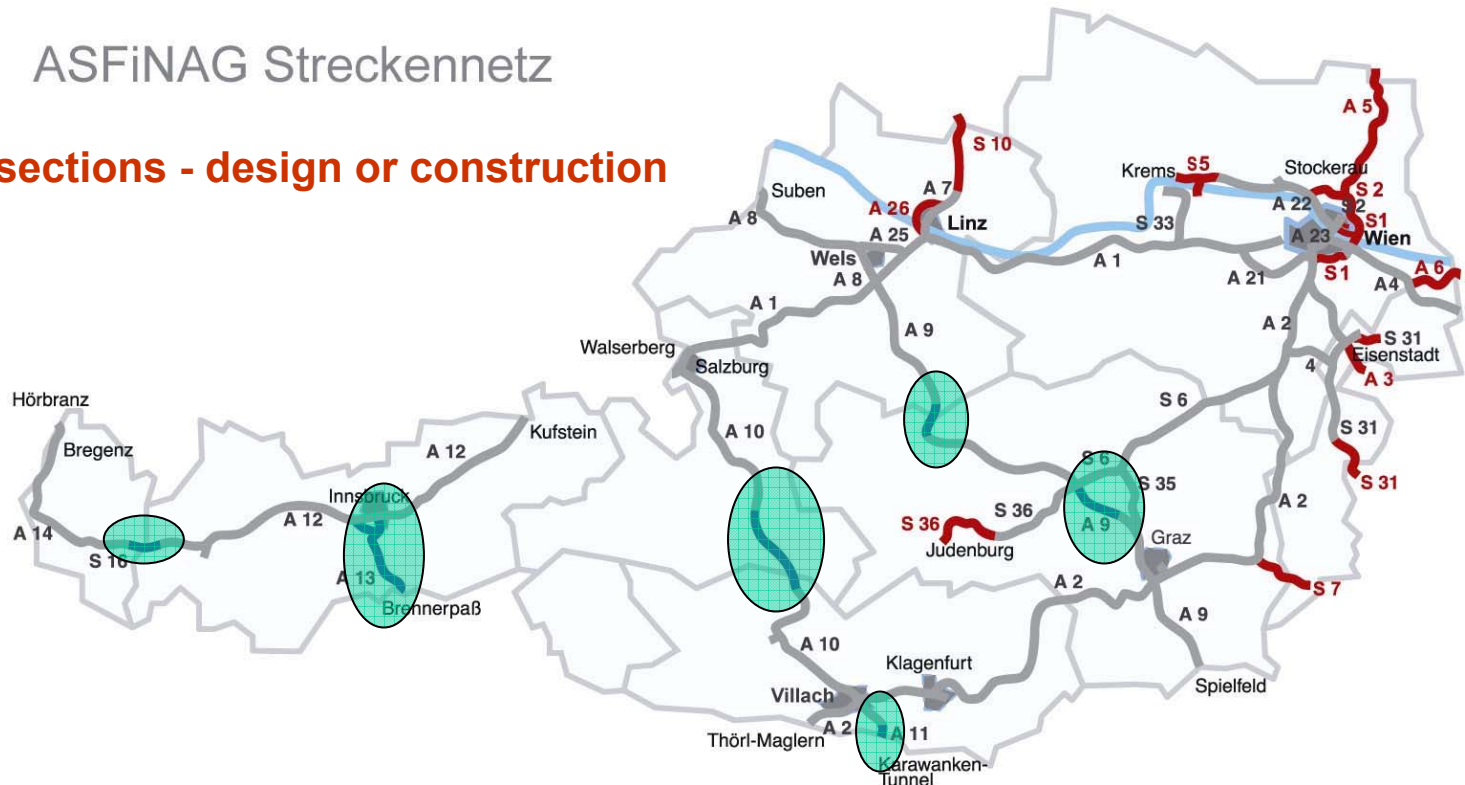 ASFiNAG Streckennetz
sections - design or construction
A 5
S 10
Krems
S5
Stockerau
Suben
A 7
A 26
S 2
A 22
S2
A 8
Linz
S 33
S1
A 25
A 23
Wien
Wels
A 1
A 21
S1
A 6
A 8
A4
A 1
A 9
A 2
Walserberg
S 31
Salzburg
Eisenstadt
4
A 3
Hörbranz
S 6
Kufstein
A 10
S 31
Bregenz
A 12
S 6
S 31
S 35
Innsbruck
A 2
A 12
S 36
S 36
A 9
A 14
Graz
Judenburg
S 16
A 13
A 2
S 7
Brennerpaß
A 9
A 10
Klagenfurt
Spielfeld
Villach
A 2
A 11
Thörl-Maglern
Karawanken-
Tunnel